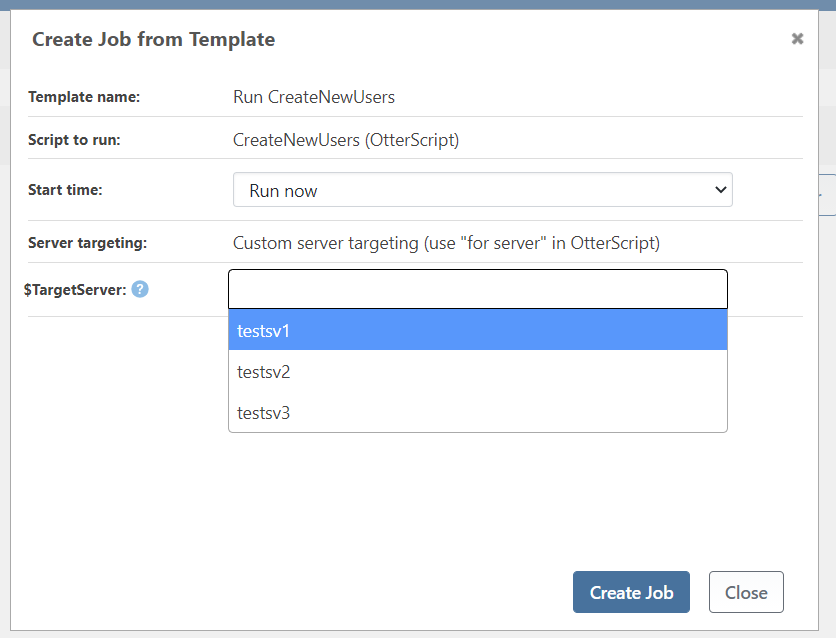 Create Job from Template
Template name: Run CreateNewUsers
Script to run: CreateNewUsers (OtterScript)
Start time: Run now
Server targeting: Custom server targeting (use "for server" in OtterScript)
$TargetServer: ?
testsv1
testsv2
testsv3
Create Job Close